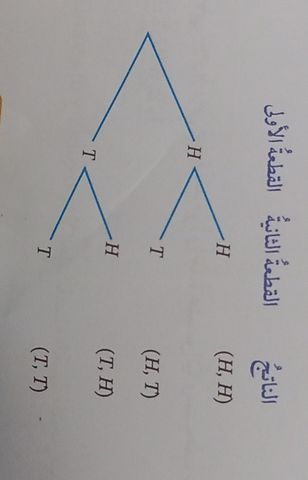 القطعةُ الأولى القطعةُ الثانيةُ الناتجُ
H (H, H)
H
T (H, T)
H (T, H)
T
T (T, T)